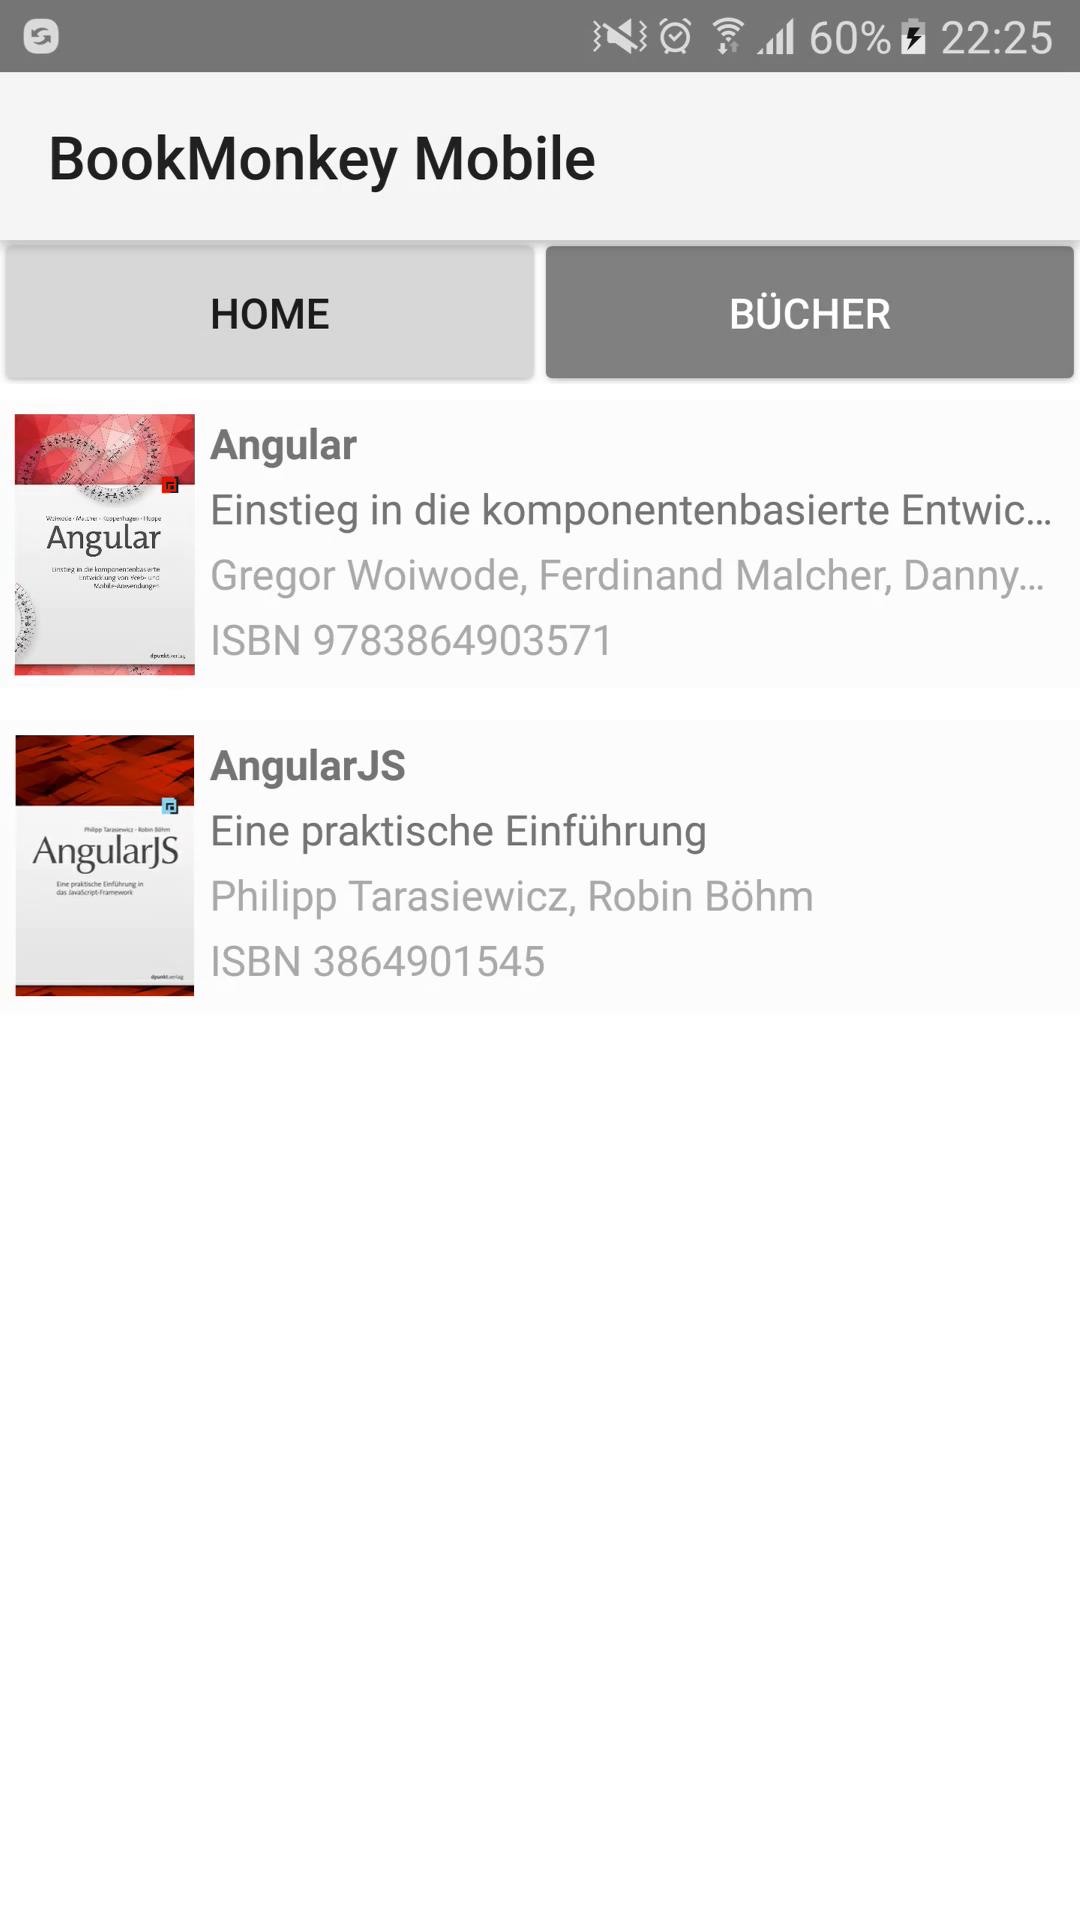 60% 22:25
BookMonkey Mobile
HOME
BÜCHER
Woiwode · Malcher · Koppenhagen · Hoppe
Angular
Einstieg in die komponentenbasierte
Entwicklung von Web- und
Mobile-Anwendungen
dpunkt.verlag
Angular
Einstieg in die komponentenbasierte Entwic...
Gregor Woiwode, Ferdinand Malcher, Danny...
ISBN 9783864903571
Philipp Tarasiewicz · Robin Böhm
AngularJS
Eine praktische Einführung in
das JavaScript-Framework
dpunkt.verlag
AngularJS
Eine praktische Einführung
Philipp Tarasiewicz, Robin Böhm
ISBN 3864901545